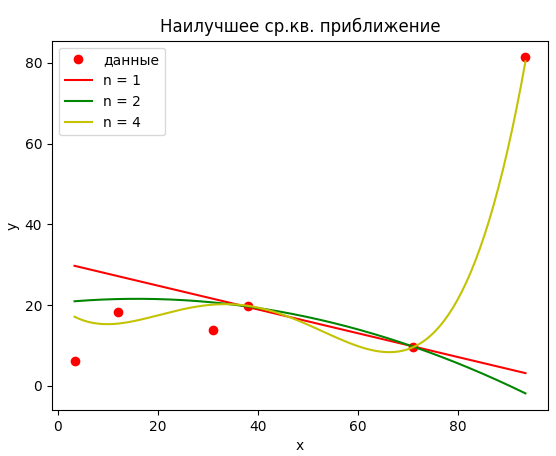 Наилучшее ср.кв. приближение
данные
n = 1
n = 2
n = 4
y
80
60
40
20
0
0 20 40 60 80
x